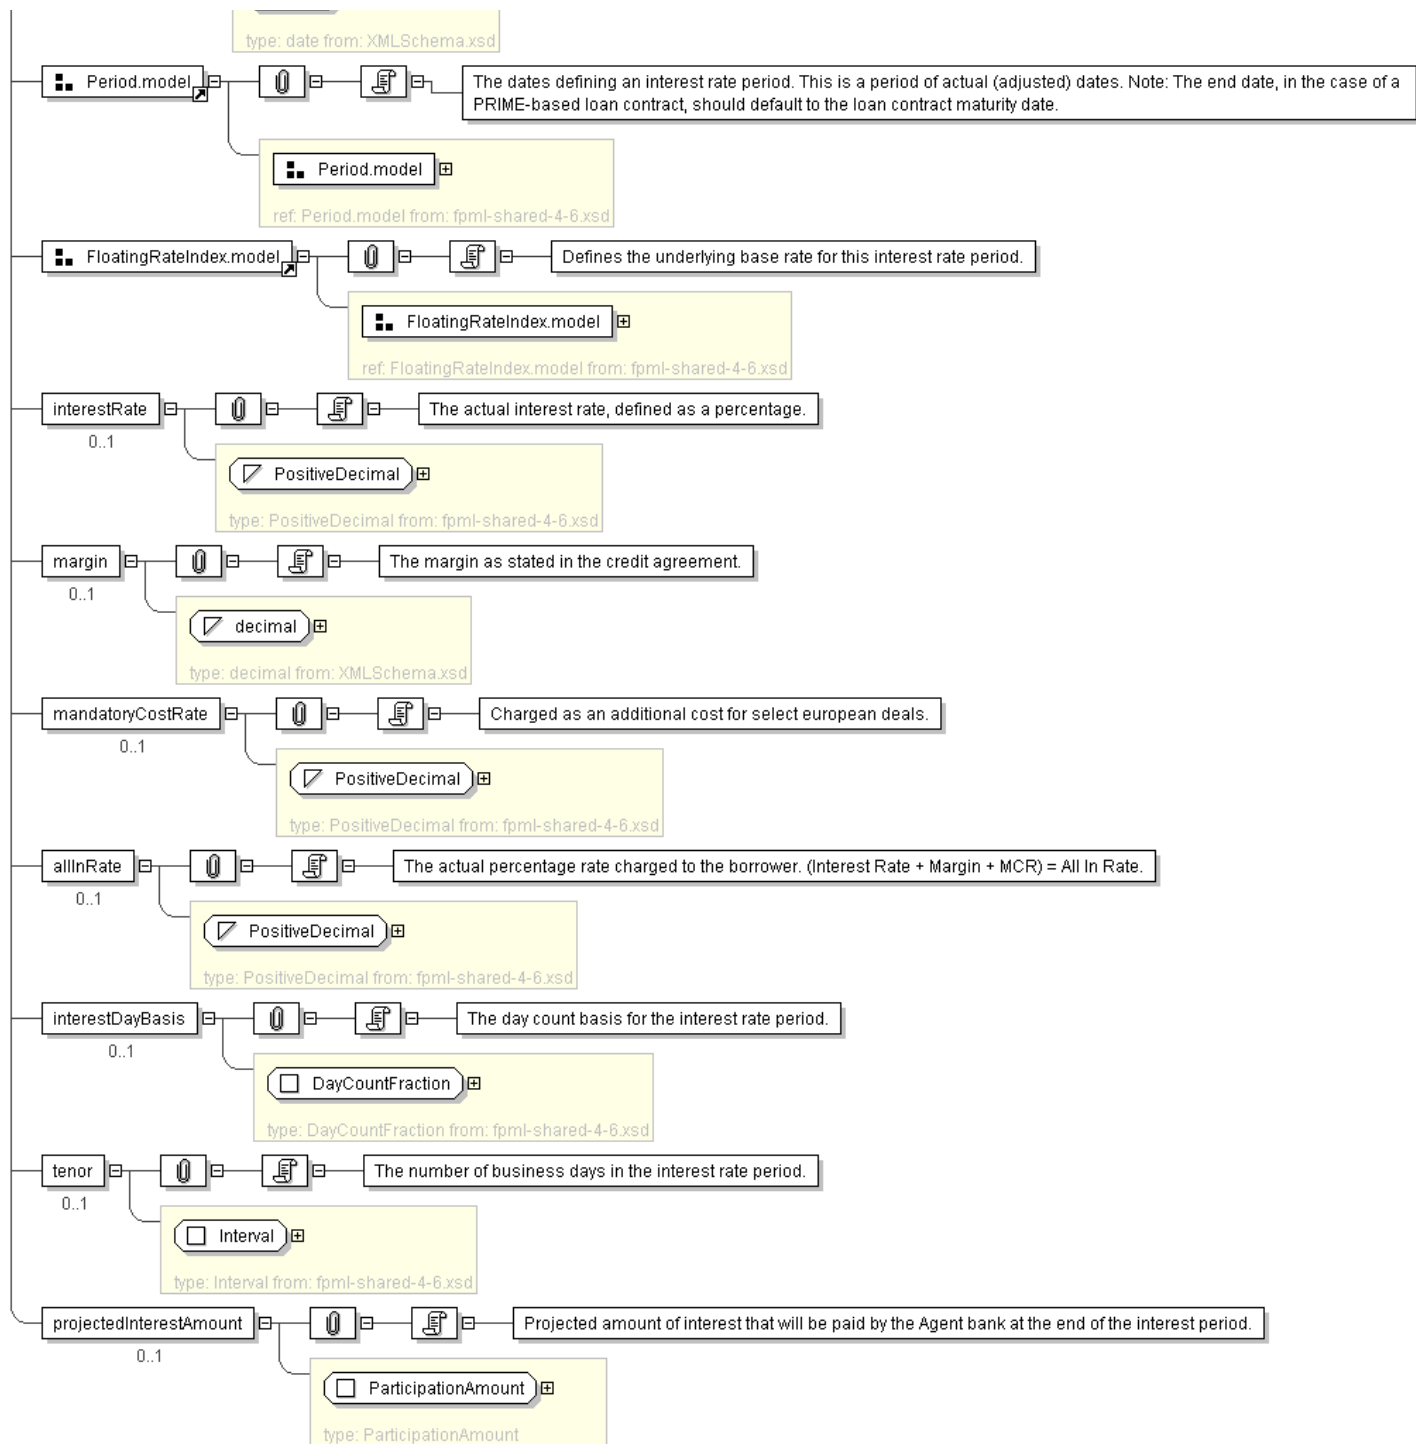 type: date from: XMLSchema.xsd
Period.model
The dates defining an interest rate period. This is a period of actual (adjusted) dates. Note: The end date, in the case of a
PRIME-based loan contract, should default to the loan contract maturity date.
Period.model
ref: Period.model from: fpml-shared-4-6.xsd
FloatingRateIndex.model
Defines the underlying base rate for this interest rate period.
FloatingRateIndex.model
ref: FloatingRateIndex.model from: fpml-shared-4-6.xsd
interestRate
The actual interest rate, defined as a percentage.
0..1
PositiveDecimal
type: PositiveDecimal from: fpml-shared-4-6.xsd
margin
The margin as stated in the credit agreement.
0..1
decimal
type: decimal from: XMLSchema.xsd
mandatoryCostRate
Charged as an additional cost for select european deals.
0..1
PositiveDecimal
type: PositiveDecimal from: fpml-shared-4-6.xsd
allInRate
The actual percentage rate charged to the borrower. (Interest Rate + Margin + MCR) = All In Rate.
0..1
PositiveDecimal
type: PositiveDecimal from: fpml-shared-4-6.xsd
interestDayBasis
The day count basis for the interest rate period.
0..1
DayCountFraction
type: DayCountFraction from: fpml-shared-4-6.xsd
tenor
The number of business days in the interest rate period.
0..1
Interval
type: Interval from: fpml-shared-4-6.xsd
projectedInterestAmount
Projected amount of interest that will be paid by the Agent bank at the end of the interest period.
0..1
ParticipationAmount
type: ParticipationAmount